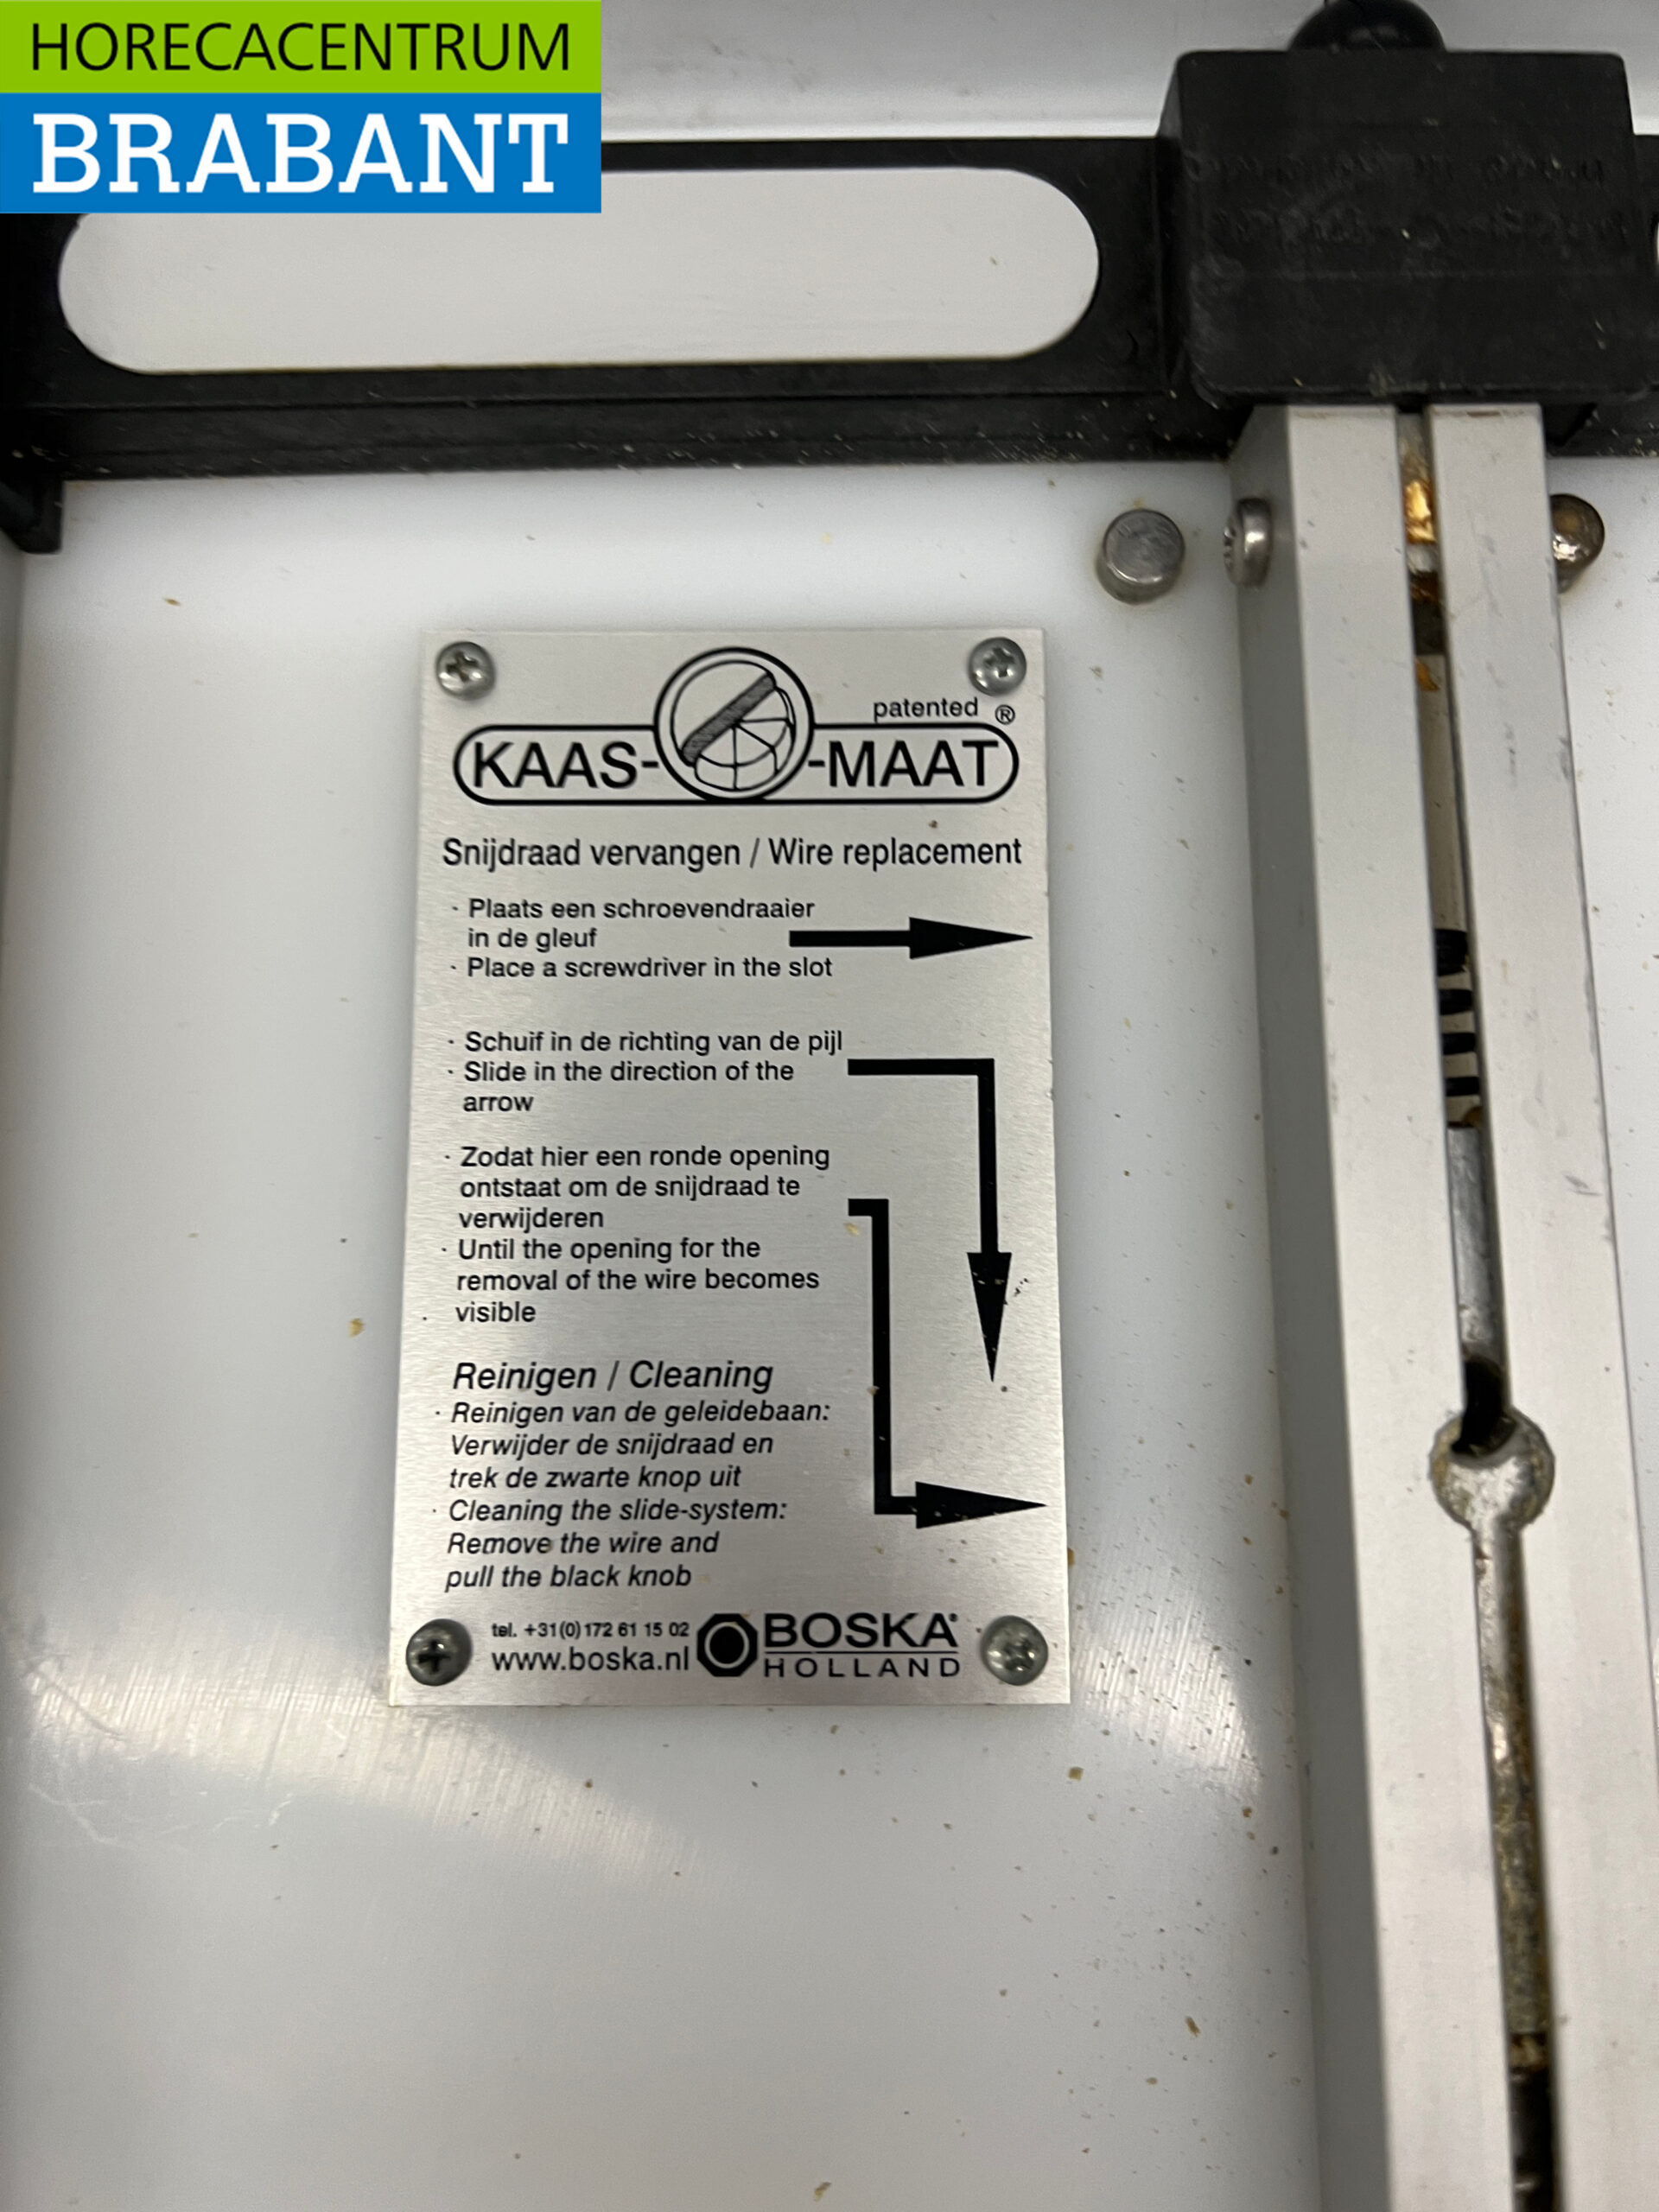 HORECACENTRUM
BRABANT
patented ®
KAAS-O-MAAT
Snijdraad vervangen / Wire replacement
· Plaats een schroevendraaier
in de gleuf
· Place a screwdriver in the slot
· Schuif in de richting van de pijl
· Slide in the direction of the
arrow
· Zodat hier een ronde opening
ontstaat om de snijdraad te
verwijderen
· Until the opening for the
removal of the wire becomes
visible
Reinigen / Cleaning
· Reinigen van de geleidebaan:
Verwijder de snijdraad en
trek de zwarte knop uit
· Cleaning the slide-system:
Remove the wire and
pull the black knob
tel. +31(0)172 61 15 02
www.boska.nl
BOSKA®
HOLLAND